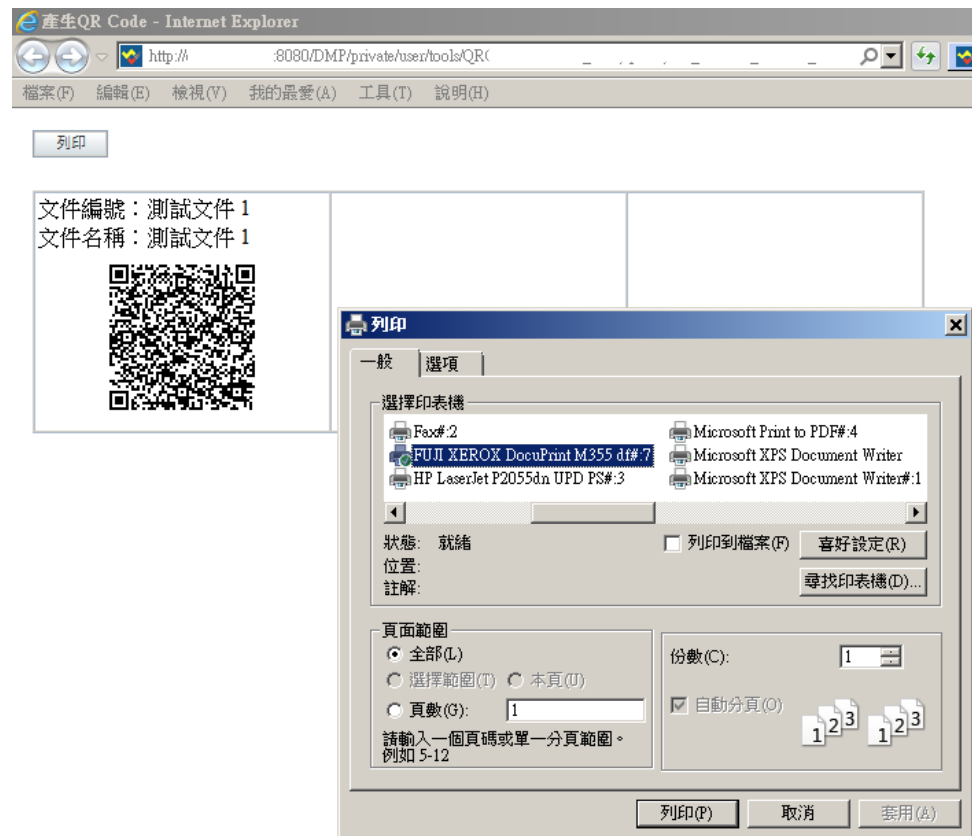 產生QR Code - Internet Explorer
http:// :8080/DMP/private/user/tools/QR(
檔案(F) 編輯(E) 檢視(V) 我的最愛(A) 工具(T) 說明(H)
列印
文件編號：測試文件 1
文件名稱：測試文件 1
列印
一般 選項
選擇印表機
Fax#:2 Microsoft Print to PDF#:4
FUJI XEROX DocuPrint M355 df#:7 Microsoft XPS Document Writer
HP LaserJet P2055dn UPD PS#:3 Microsoft XPS Document Writer#:1
狀態: 就緒 列印到檔案(F) 喜好設定(R)
位置:
註解: 尋找印表機(D)...
頁面範圍
全部(L) 份數(C): 1
選擇範圍(T) 本頁(U)
頁數(G): 1 自動分頁(O)
1 2 3 1 2 3
請輸入一個頁碼或單一分頁範圍。
例如 5-12
列印(P) 取消 套用(A)